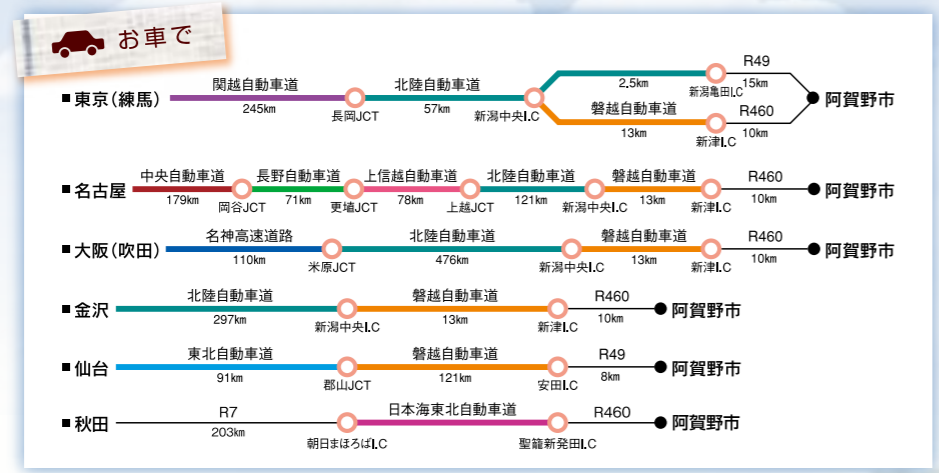 お車で
■東京(練馬) 関越自動車道 245km 長岡JCT 北陸自動車道 57km 新潟中央I.C 2.5km 新潟亀田I.C R49 15km 阿賀野市
磐越自動車道 13km 新津I.C R460 10km
■名古屋 中央自動車道 179km 岡谷JCT 長野自動車道 71km 更埴JCT 上信越自動車道 78km 上越JCT 北陸自動車道 121km 新潟中央I.C 磐越自動車道 13km 新津I.C R460 10km 阿賀野市
■大阪(吹田) 名神高速道路 110km 米原JCT 北陸自動車道 476km 新潟中央I.C 磐越自動車道 13km 新津I.C R460 10km 阿賀野市
■金沢 北陸自動車道 297km 新潟中央I.C 磐越自動車道 13km 新津I.C R460 10km 阿賀野市
■仙台 東北自動車道 91km 郡山JCT 磐越自動車道 121km 安田I.C R49 8km 阿賀野市
■秋田 R7 203km 朝日まほろばI.C 日本海東北自動車道 聖籠新発田I.C R460 阿賀野市